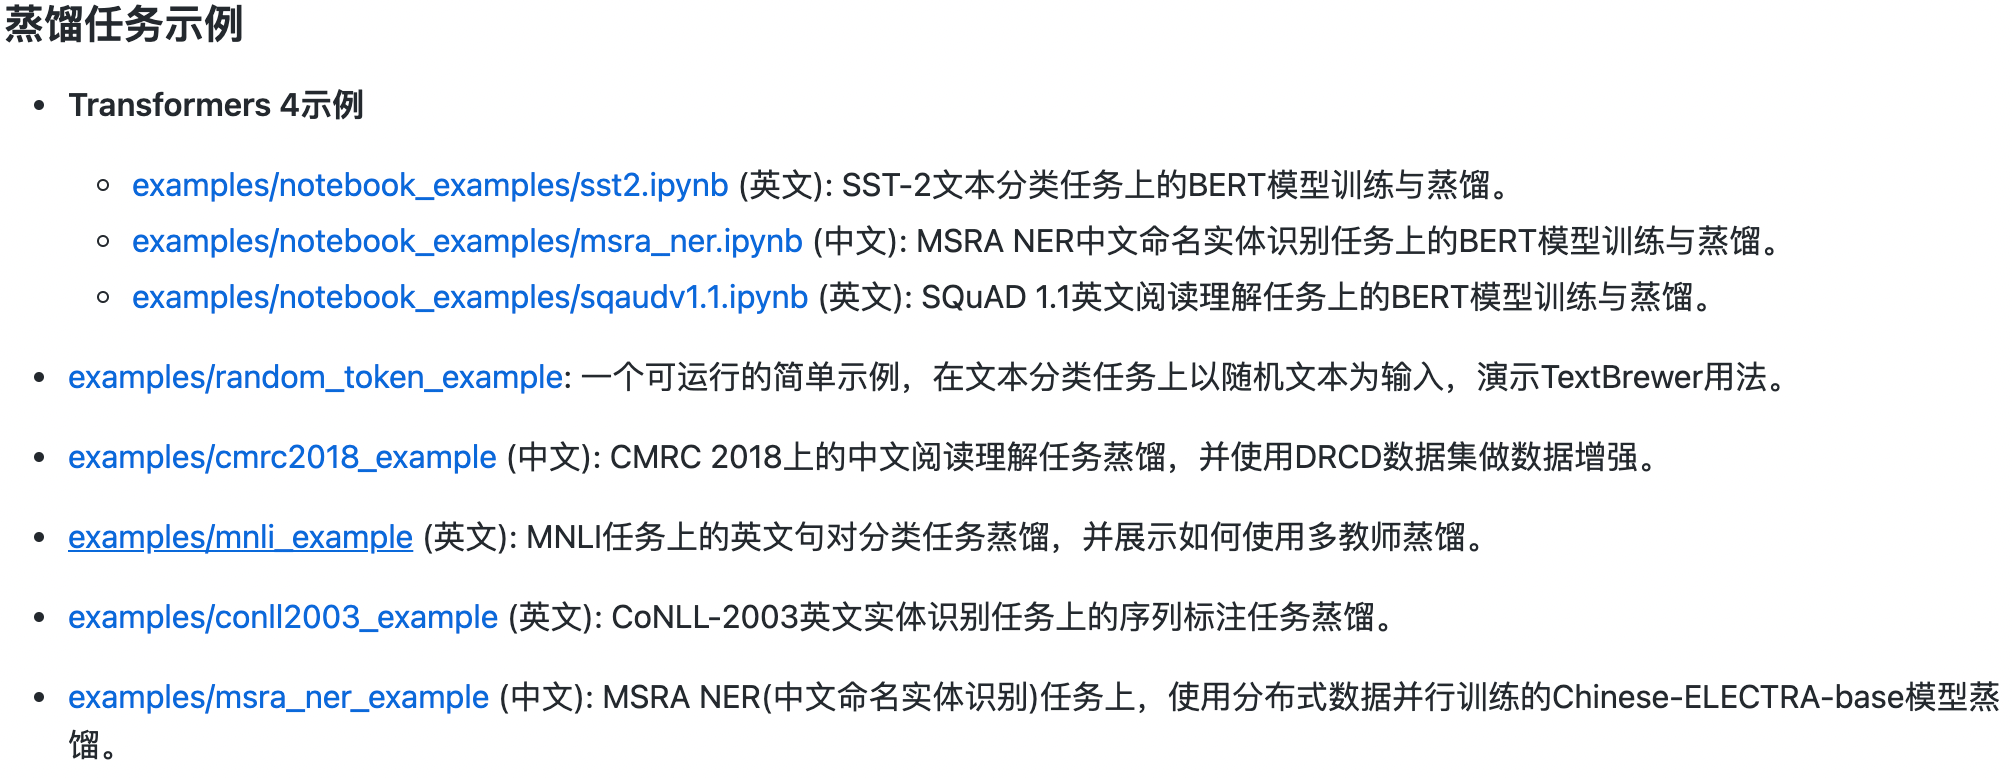 蒸馏任务示例
• Transformers 4示例
◦ examples/notebook_examples/sst2.ipynb (英文): SST-2文本分类任务上的BERT模型训练与蒸馏。
◦ examples/notebook_examples/msra_ner.ipynb (中文): MSRA NER中文命名实体识别任务上的BERT模型训练与蒸馏。
◦ examples/notebook_examples/sqaudv1.1.ipynb (英文): SQuAD 1.1英文阅读理解任务上的BERT模型训练与蒸馏。
• examples/random_token_example: 一个可运行的简单示例，在文本分类任务上以随机文本为输入，演示TextBrewer用法。
• examples/cmrc2018_example (中文): CMRC 2018上的中文阅读理解任务蒸馏，并使用DRCD数据集做数据增强。
• examples/mnli_example (英文): MNLI任务上的英文句对分类任务蒸馏，并展示如何使用多教师蒸馏。
• examples/conll2003_example (英文): CoNLL-2003英文实体识别任务上的序列标注任务蒸馏。
• examples/msra_ner_example (中文): MSRA NER(中文命名实体识别)任务上，使用分布式数据并行训练的Chinese-ELECTRA-base模型蒸
馏。